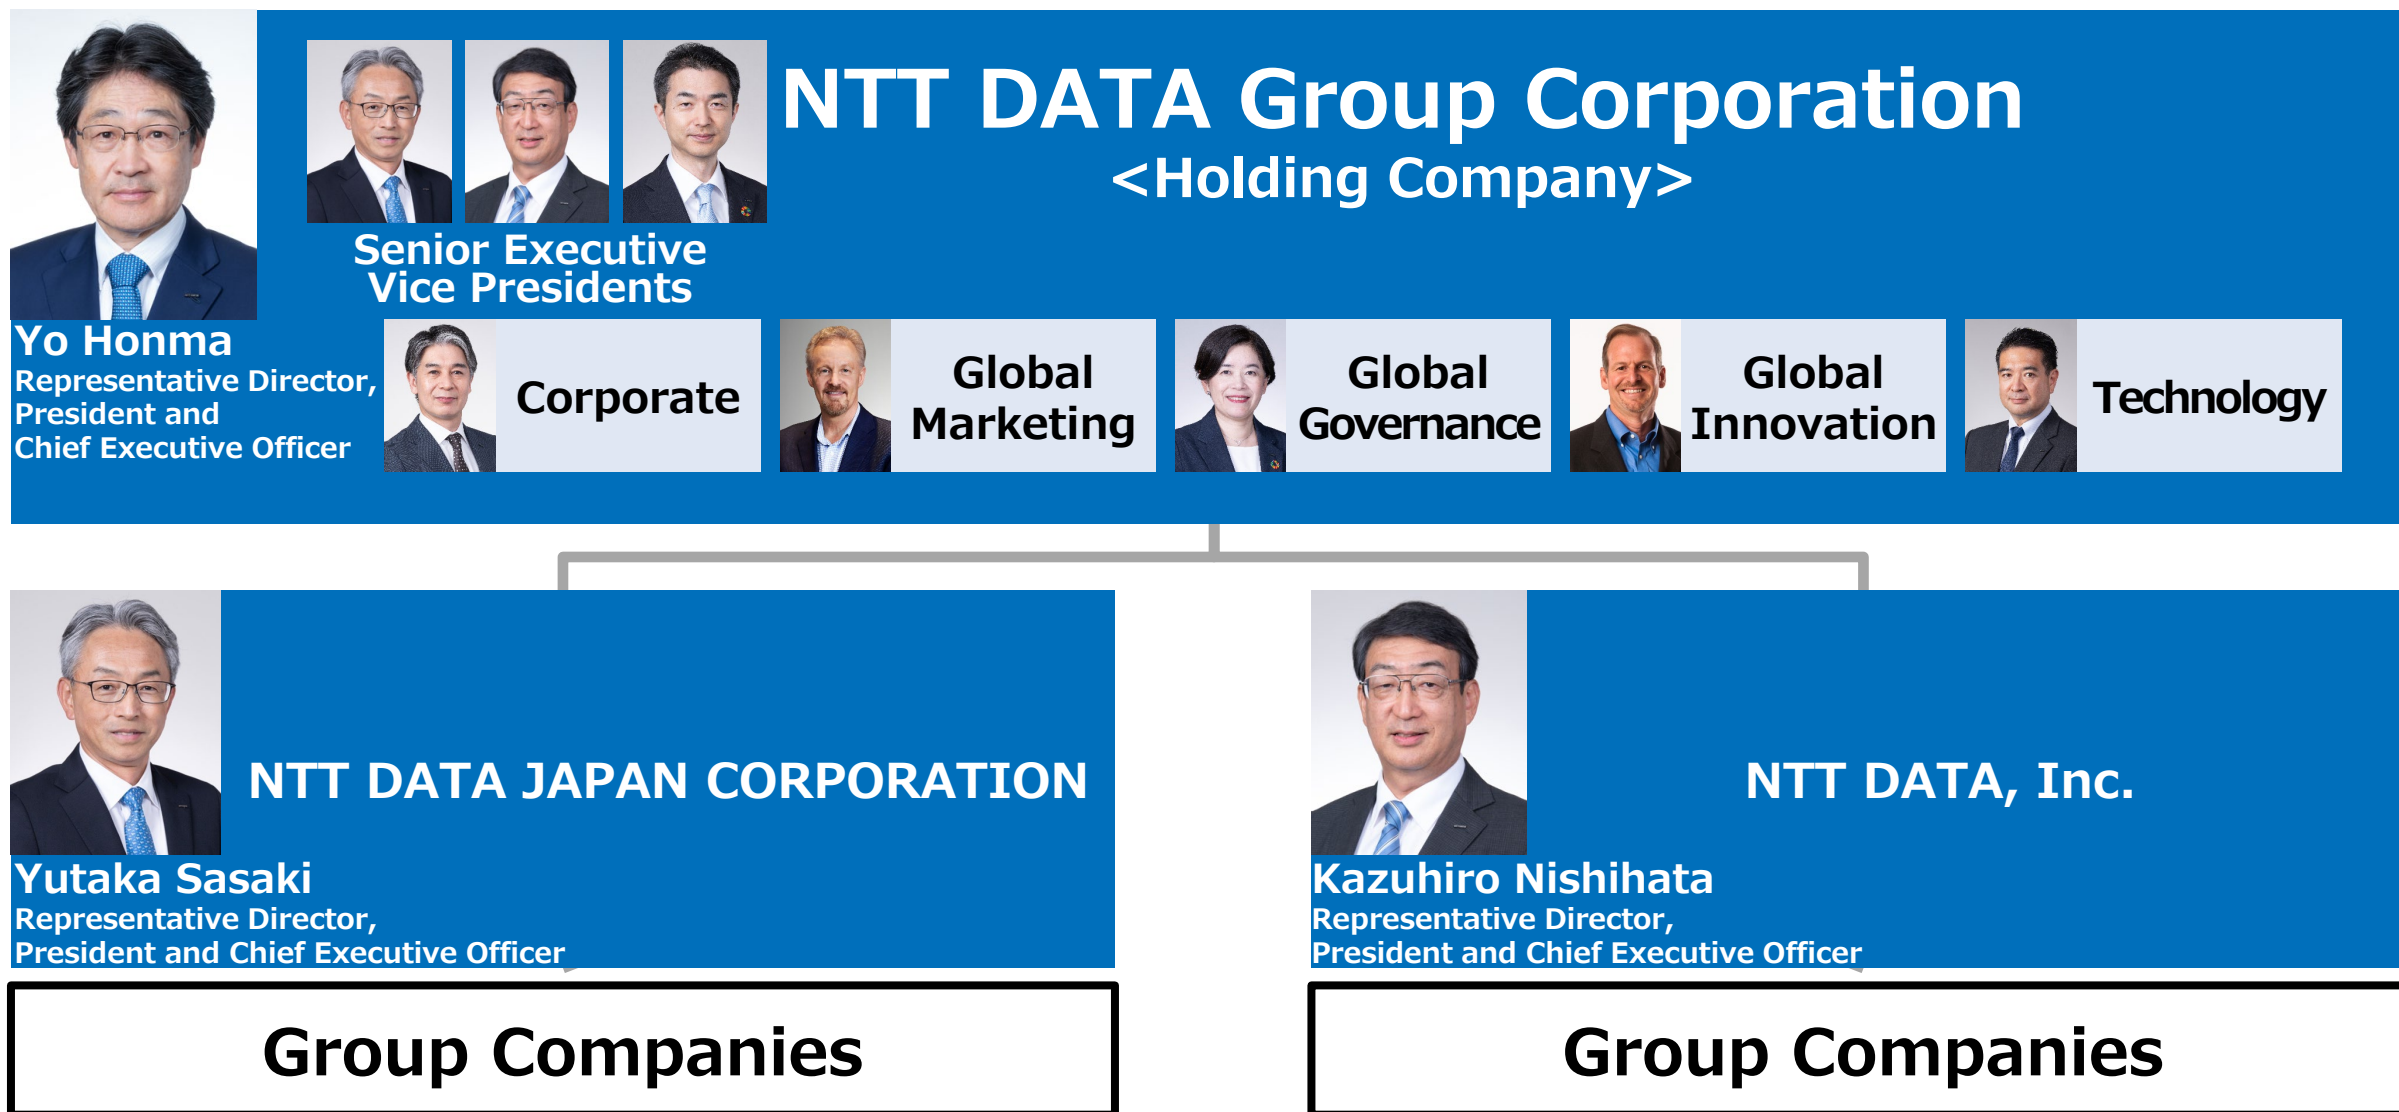 NTT DATA Group Corporation
<Holding Company>
Senior Executive
Vice Presidents
Yo Honma
Representative Director,
President and
Chief Executive Officer
Corporate
Global
Marketing
Global
Governance
Global
Innovation
Technology
NTT DATA JAPAN CORPORATION
Yutaka Sasaki
Representative Director,
President and Chief Executive Officer
NTT DATA, Inc.
Kazuhiro Nishihata
Representative Director,
President and Chief Executive Officer
Group Companies
Group Companies